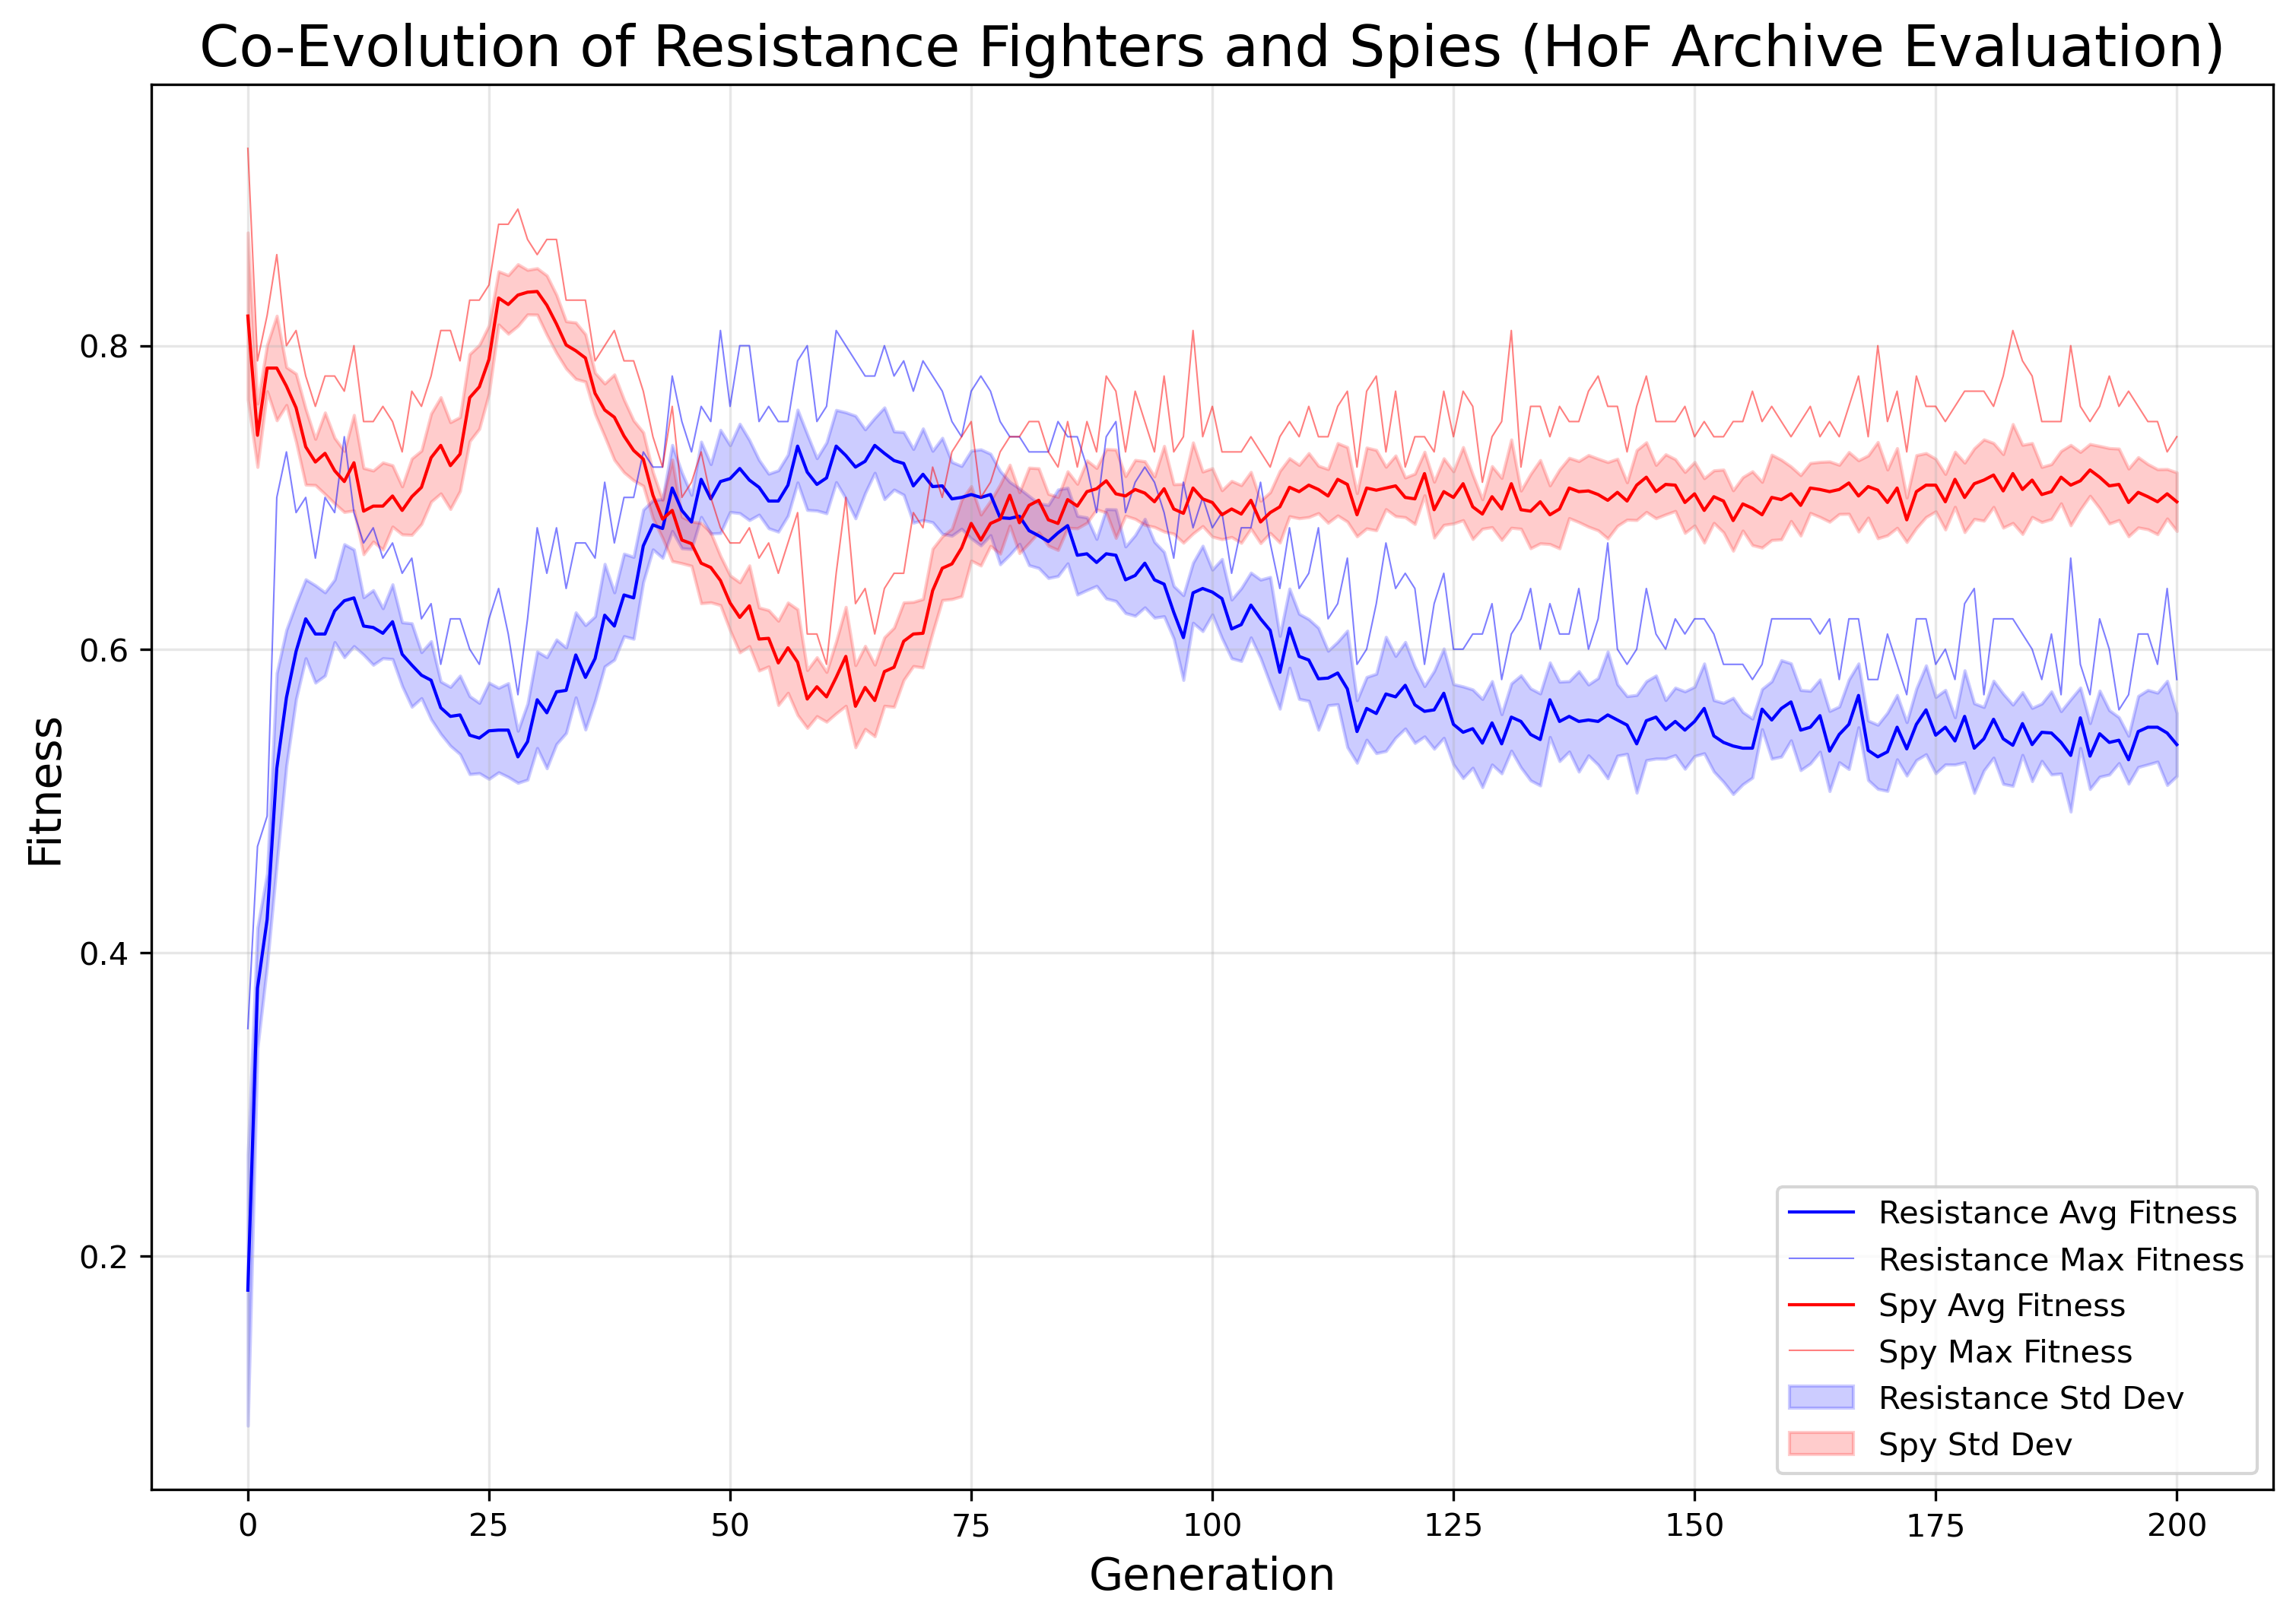 Co-Evolution of Resistance Fighters and Spies (HoF Archive Evaluation)
Fitness
0.8
0.6
0.4
0.2
0 25 50 75 100 125 150 175 200
Generation
Resistance Avg Fitness
Resistance Max Fitness
Spy Avg Fitness
Spy Max Fitness
Resistance Std Dev
Spy Std Dev